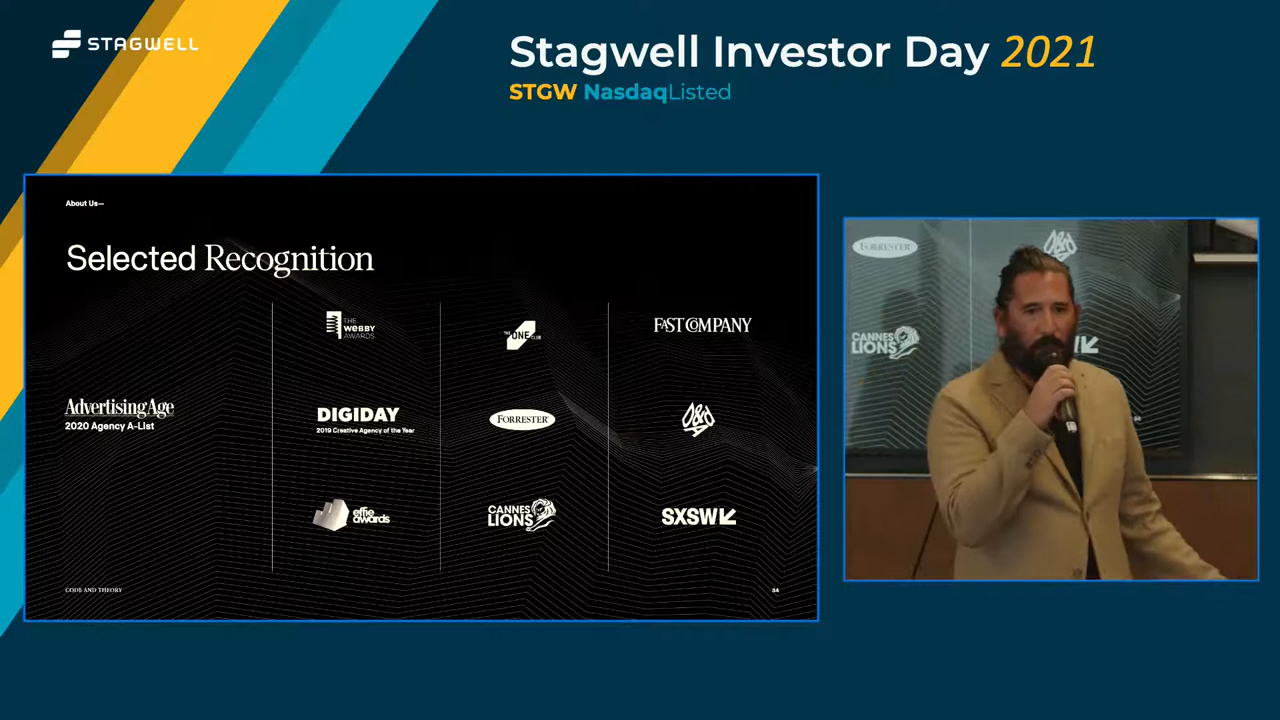 STAGWELL
Stagwell Investor Day 2021
STGW NasdaqListed
About Us—
Selected Recognition
AdvertisingAge
2020 Agency A-List
THE
WEBBY
AWARDS
DIGIDAY
2019 Creative Agency of the Year
effie
awards
THE ONE CLUB
FORRESTER
CANNES
LIONS
FAST COMPANY
D&AD
SXSW
CODE AND THEORY
34
FORRESTER
D&AD
CANNES
LIONS